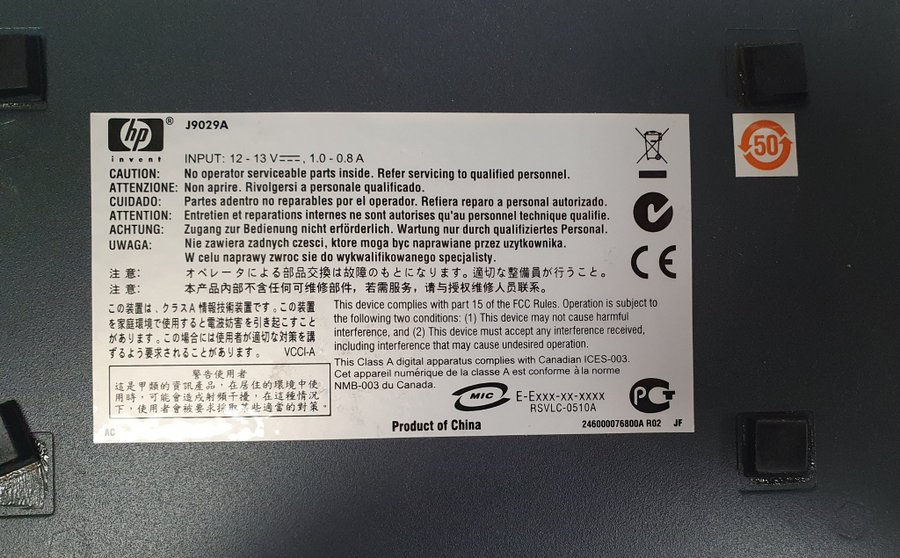 hp ®
invent
J9029A
INPUT: 12 - 13 V⎓, 1.0 - 0.8 A
CAUTION: No operator serviceable parts inside. Refer servicing to qualified personnel.
ATTENZIONE: Non aprire. Rivolgersi a personale qualificado.
CUIDADO: Partes adentro no reparables por el operador. Refiera reparo a personal autorizado.
ATTENTION: Entretien et reparations internes ne sont autorises qu'au personnel technique qualifie.
ACHTUNG: Zugang zur Bedienung nicht erförderlich. Wartung nur durch qualifiziertes Personal.
UWAGA: Nie zawiera zadnych czesci, ktore moga byc naprawiane przez uzytkownika.
W celu naprawy zwroc sie do wykwalifikowanego specjalisty.
注 意: オペレータによる部品交換は故障のもとになります。適切な整備員が行うこと。
注 意: 本产品内部不含任何可维修部件，若需服务，请与授权维修人员联系。
この装置は、クラスA 情報技術装置です。この装置
を家庭環境で使用すると電波妨害を引き起こすこと
があります。この場合には使用者が適切な対策を講
ずるよう要求されることがあります。 VCCI-A
警告使用者
這是甲類的資訊產品，在居住的環境中使
用時，可能會造成射頻干擾，在這種情況
下，使用者會被要求採取某些適當的對策。
This device complies with part 15 of the FCC Rules. Operation is subject to
the following two conditions: (1) This device may not cause harmful
interference, and (2) This device must accept any interference received,
including interference that may cause undesired operation.
This Class A digital apparatus complies with Canadian ICES-003.
Cet appareil numérique de la classe A est conforme à la norme
NMB-003 du Canada.
MIC E-Exxx-xx-xxxx
RSVLC-0510A
Product of China
246000076800A R02 JF
AC
CE
PCT
50